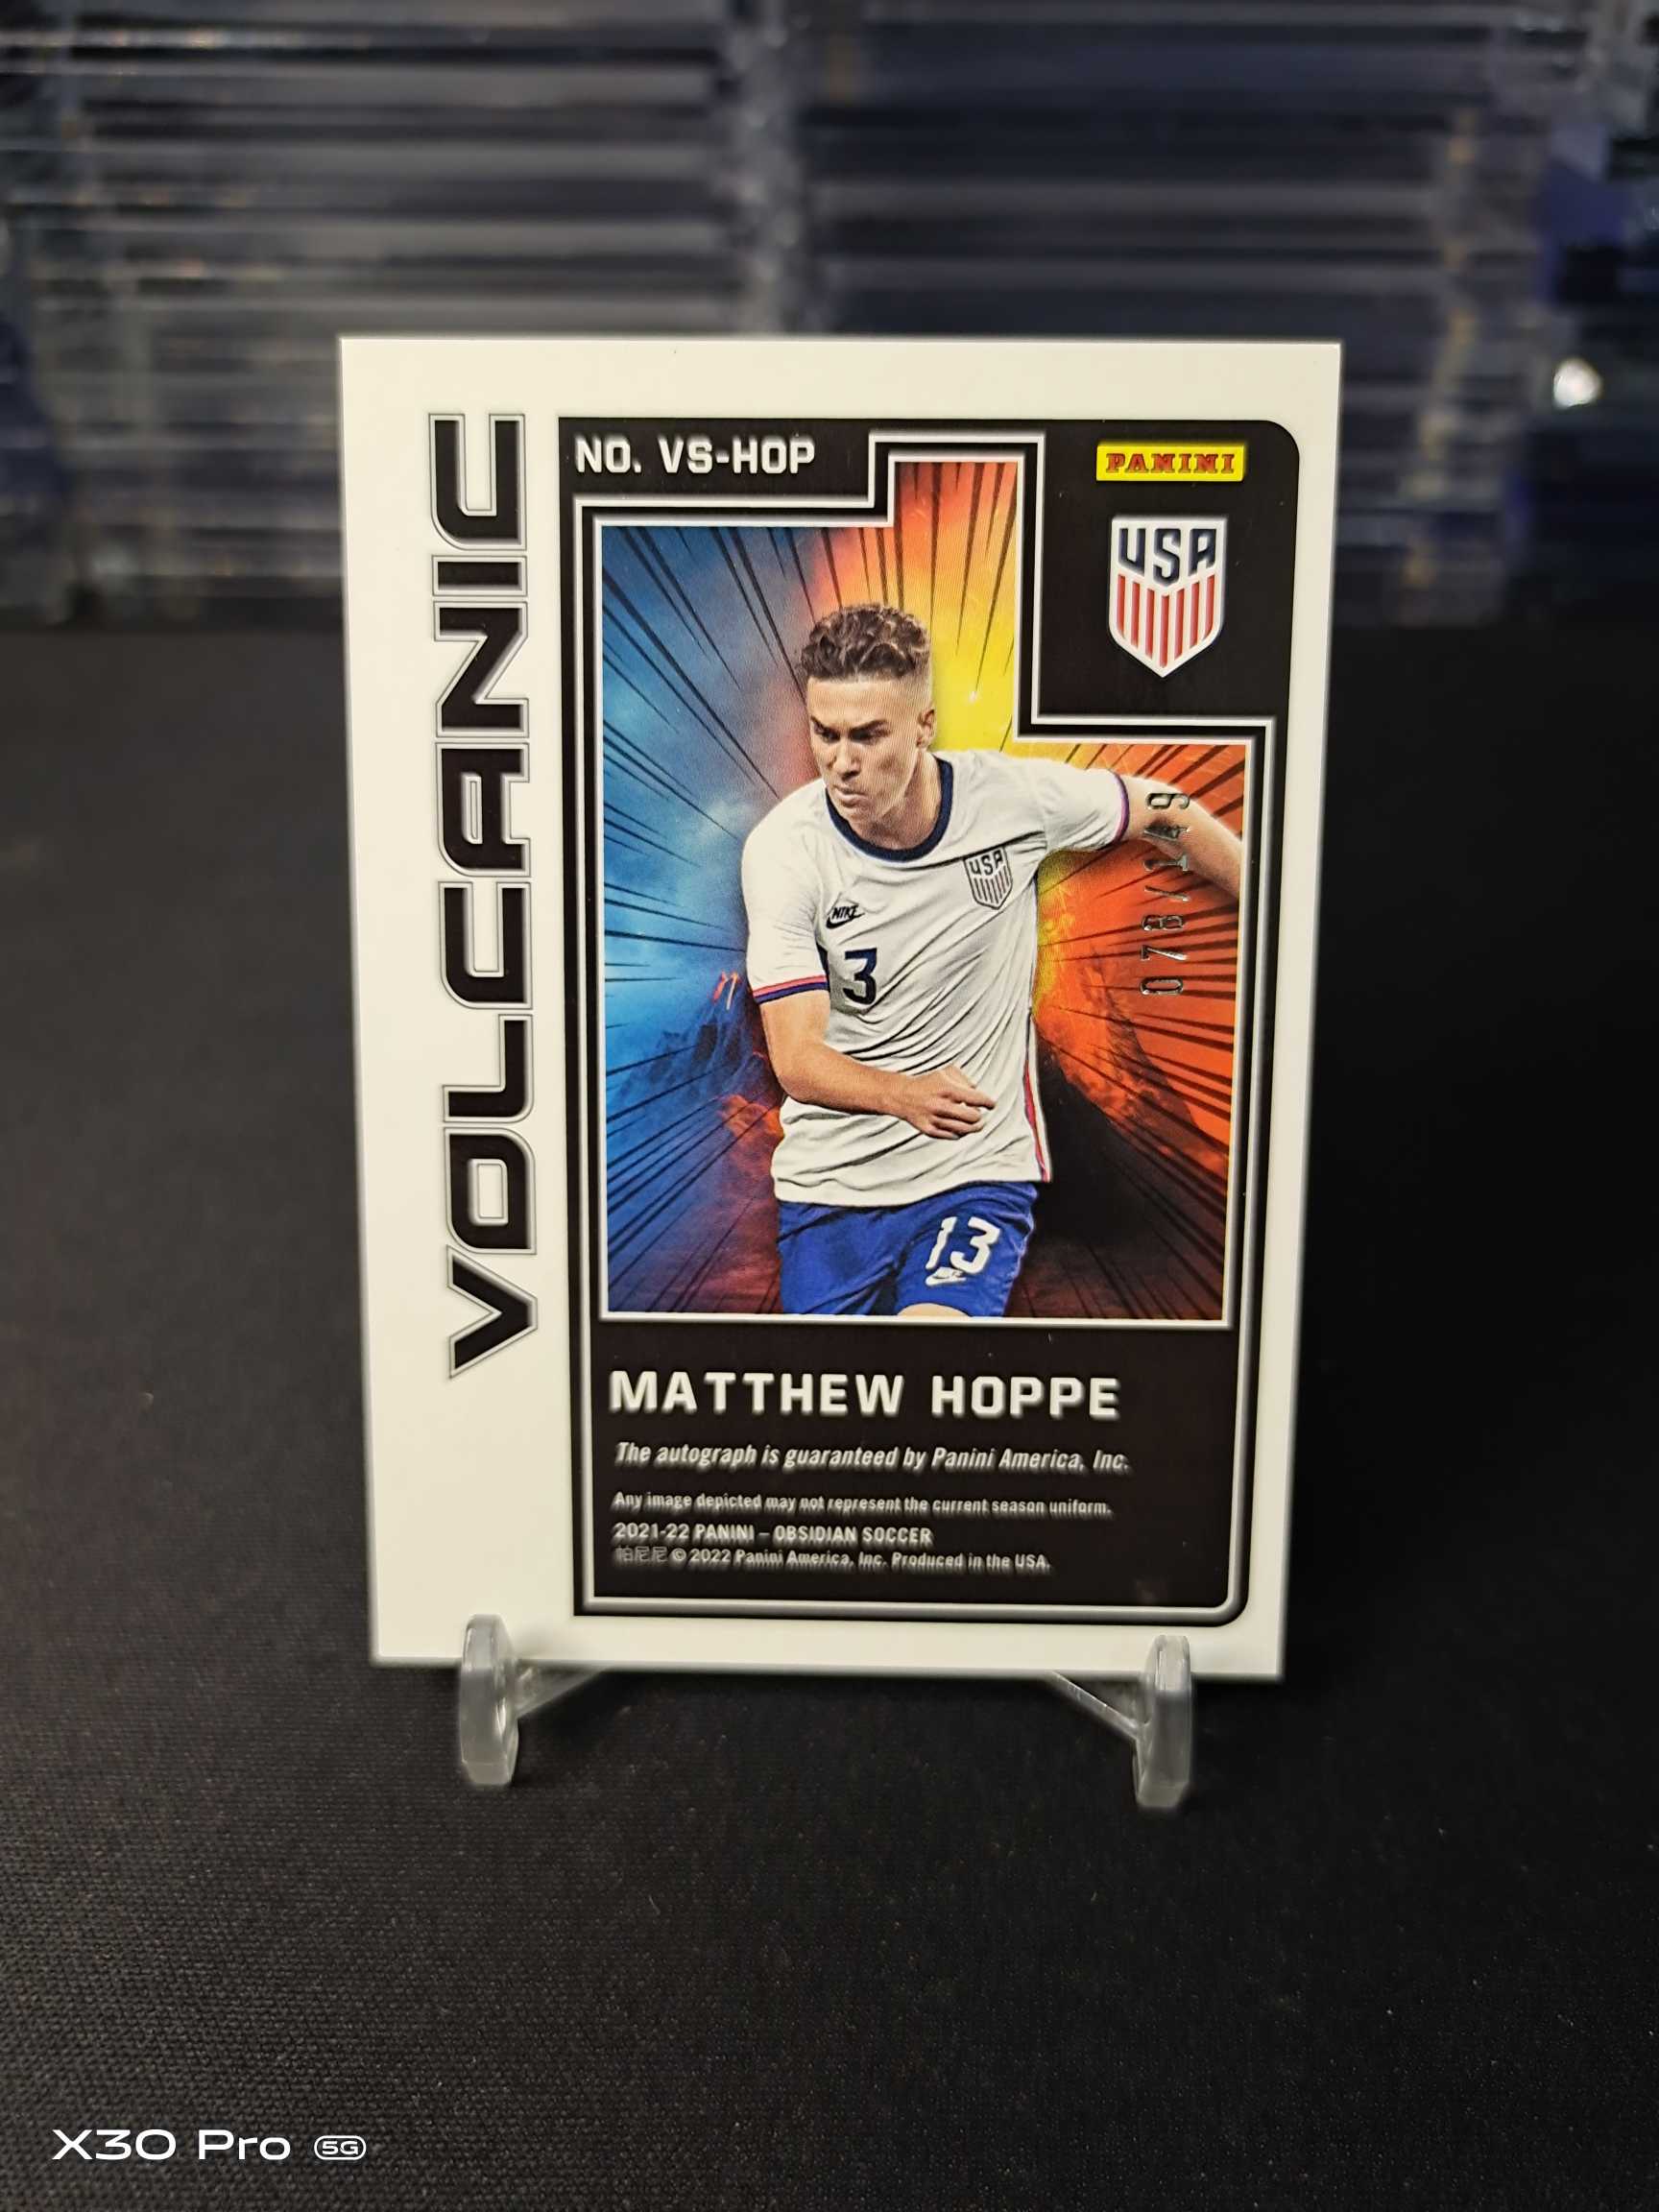 VOLCANIC
NO. VS-HOP
PANINI
USA
USA
NIKE
3
078/149
13
MATTHEW HOPPE
The autograph is guaranteed by Panini America, Inc.
Any image depicted may not represent the current season uniform.
2021-22 PANINI – OBSIDIAN SOCCER
帕尼尼 © 2022 Panini America, Inc. Produced in the USA.
X30 Pro 5G